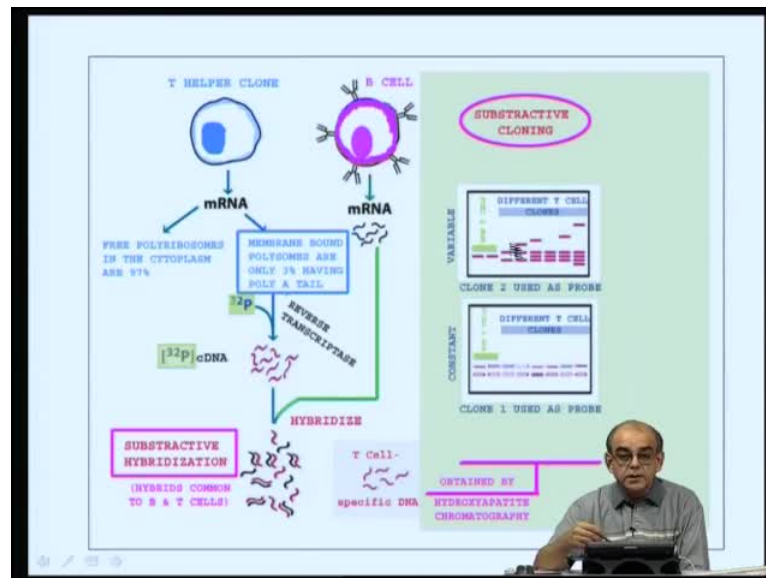 T HELPER CLONE
B CELL
mRNA
mRNA
FREE POLYRIBOSOMES
IN THE CYTOPLASM
ARE 97%
MEMBRANE BOUND
POLYSOMES ARE
ONLY 3% HAVING
POLY A TAIL
32P
REVERSE
TRANSCRIPTASE
[32P]cDNA
HYBRIDIZE
SUBSTRACTIVE
HYBRIDIZATION
(HYBRIDS COMMON
TO B & T CELLS)
T Cell-
specific DNA
SUBSTRACTIVE
CLONING
VARIABLE
DIFFERENT T CELL
CLONES
CLONE 2 USED AS PROBE
CONSTANT
DIFFERENT T CELL
CLONES
CLONE 1 USED AS PROBE
OBTAINED BY
HYDROXYAPATITE
CHROMATOGRAPHY